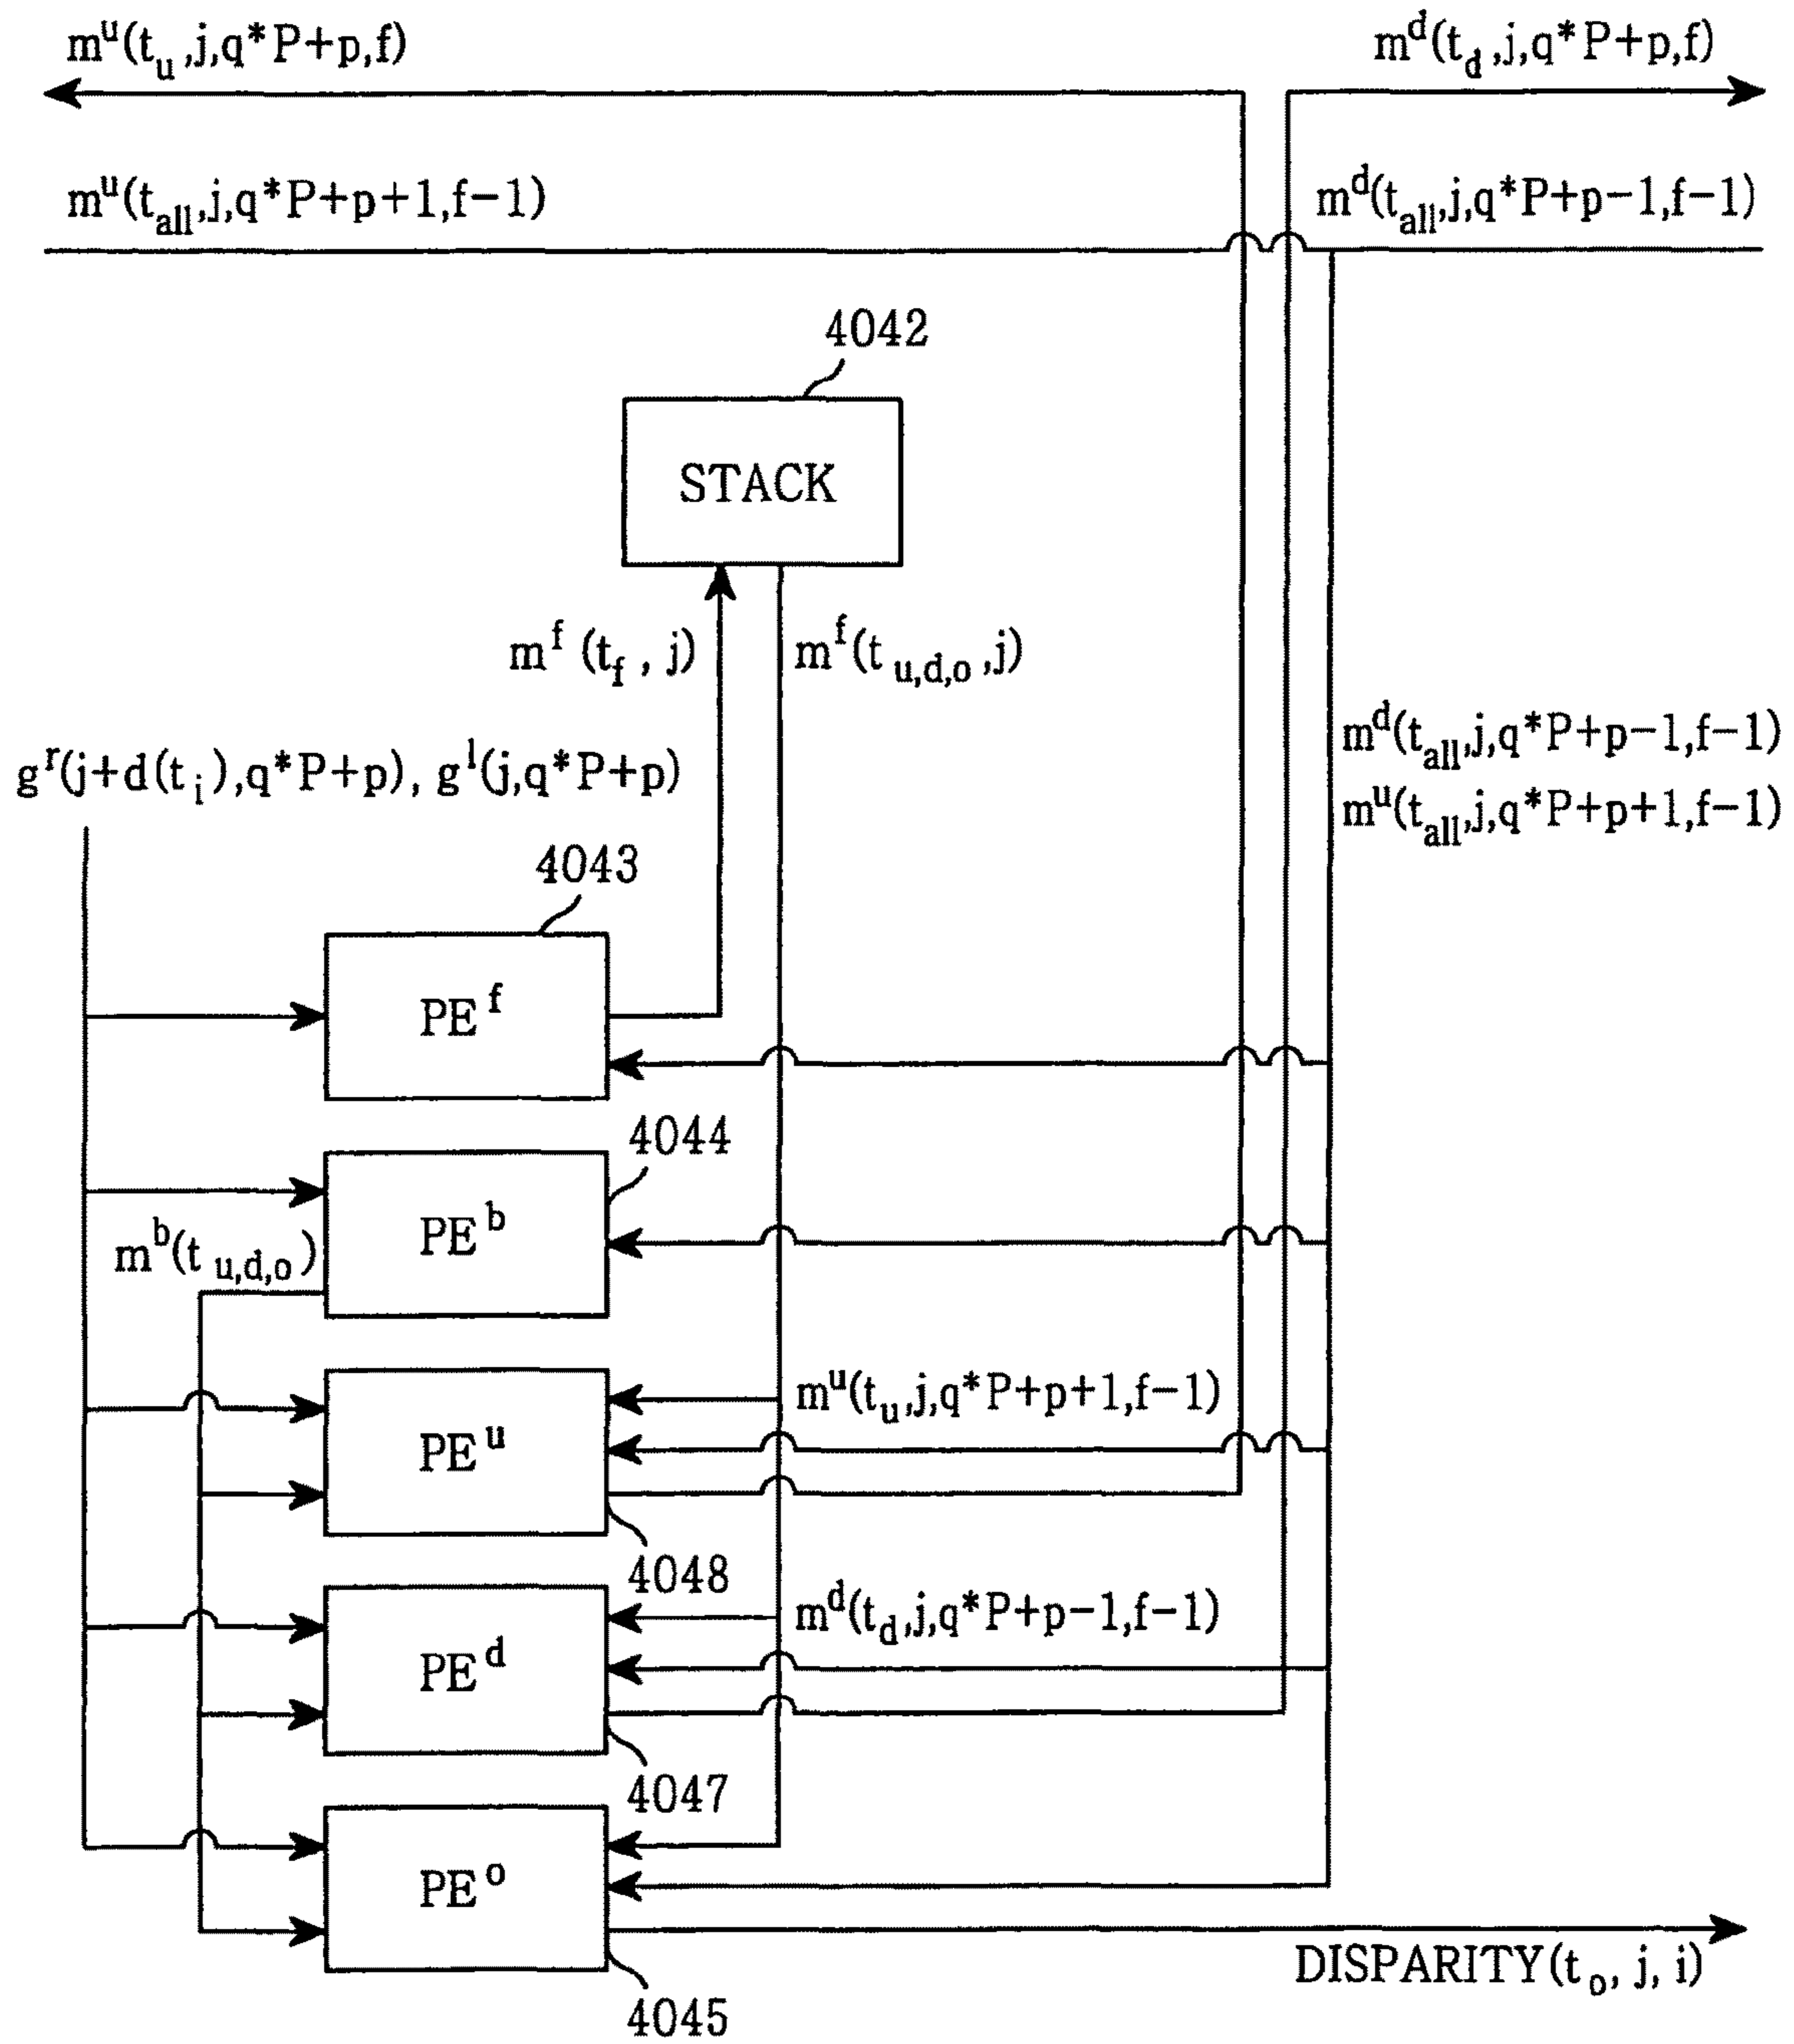 m^u(t_u,j,q*P+p,f)
m^d(t_d,j,q*P+p,f)
m^u(t_all,j,q*P+p+1,f-1)
m^d(t_all,j,q*P+p-1,f-1)
4042
STACK
m^f(t_f, j)
m^f(t_u,d,o,j)
g^r(j+d(t_i),q*P+p), g^l(j,q*P+p)
m^d(t_all,j,q*P+p-1,f-1)
m^u(t_all,j,q*P+p+1,f-1)
4043
PE^f
4044
PE^b
m^b(t_u,d,o)
m^u(t_u,j,q*P+p+1,f-1)
PE^u
4048
m^d(t_d,j,q*P+p-1,f-1)
PE^d
4047
PE^o
DISPARITY(t_o, j, i)
4045